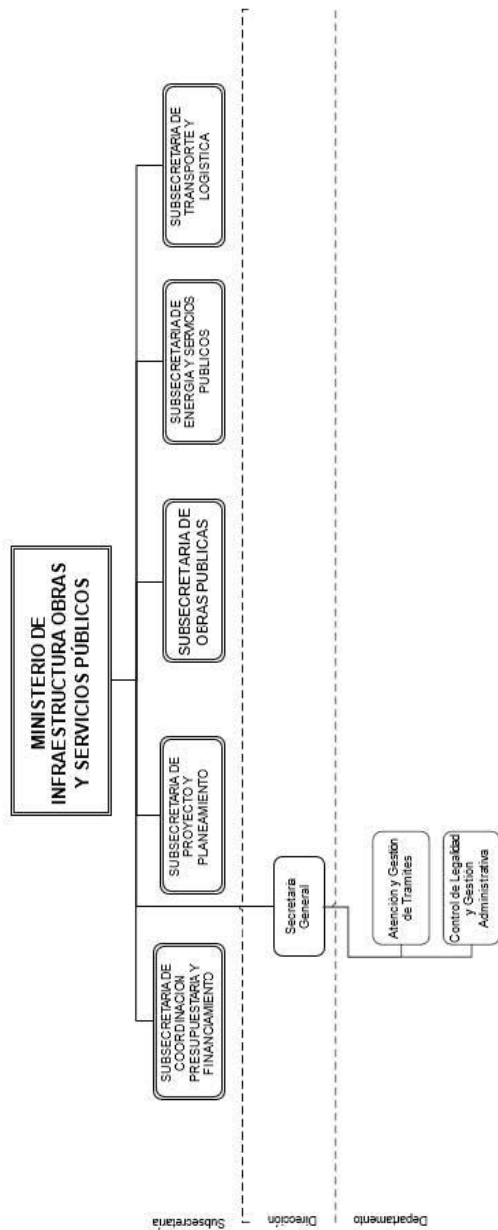 MINISTERIO DE
INFRAESTRUCTURA OBRAS
Y SERVICIOS PÚBLICOS
SUBSECRETARIA DE
COORDINACION
PRESUPUESTARIA Y
FINANCIAMIENTO
SUBSECRETARIA DE
PROYECTO Y
PLANEAMIENTO
SUBSECRETARIA DE
OBRAS PUBLICAS
SUBSECRETARIA DE
ENERGIA Y SERVICIOS
PUBLICOS
SUBSECRETARIA DE
TRANSPORTE Y
LOGISTICA
Subsecretaría
Secretaría
General
Dirección
Atención y Gestión
de Tramites
Control de Legalidad
y Gestión
Administrativa
Departamento